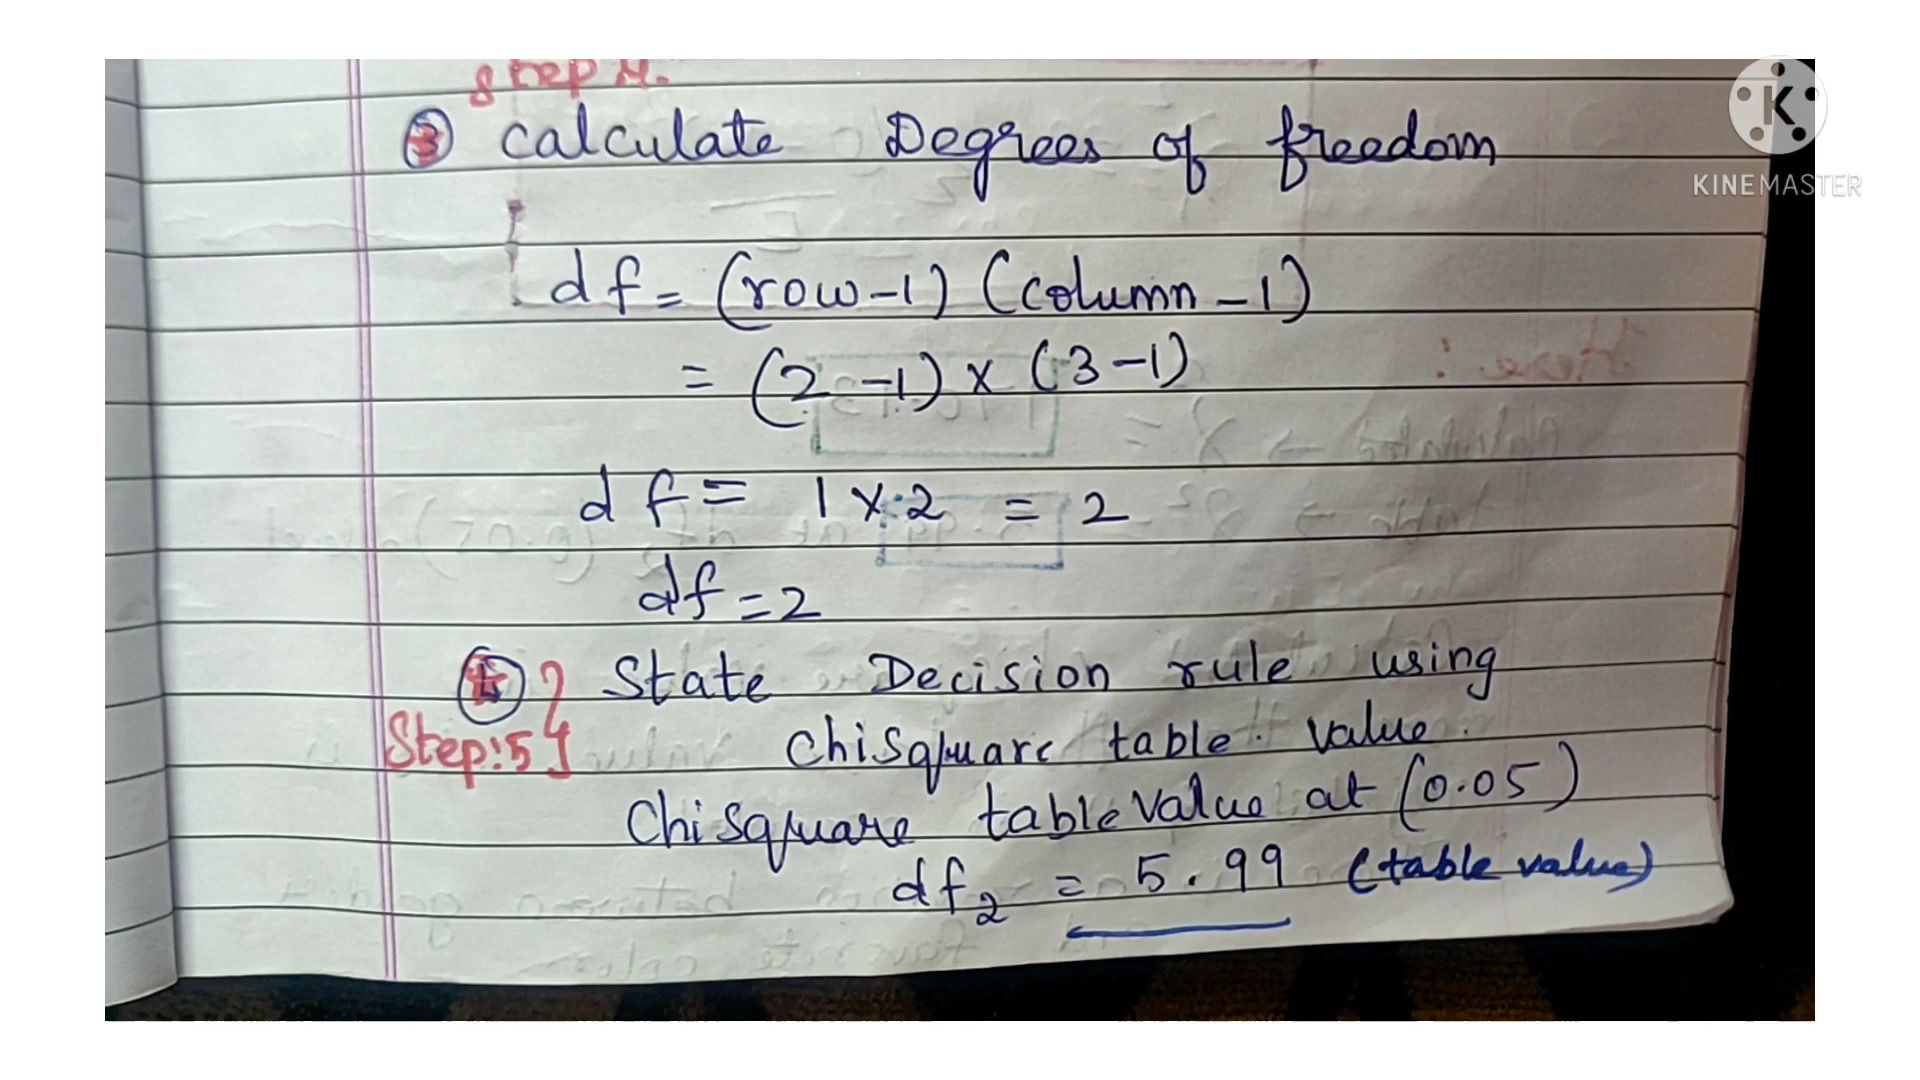 Step 4.
③ Calculate Degrees of freedom
df = (row-1) (column-1)
= (2-1) x (3-1)
df = 1 x 2 = 2
df = 2
State Decision rule using
Step:5
Chisquare table value.
Chisquare table value at (0.05)
df2 = 5.99 (table value)
K
KINEMASTER